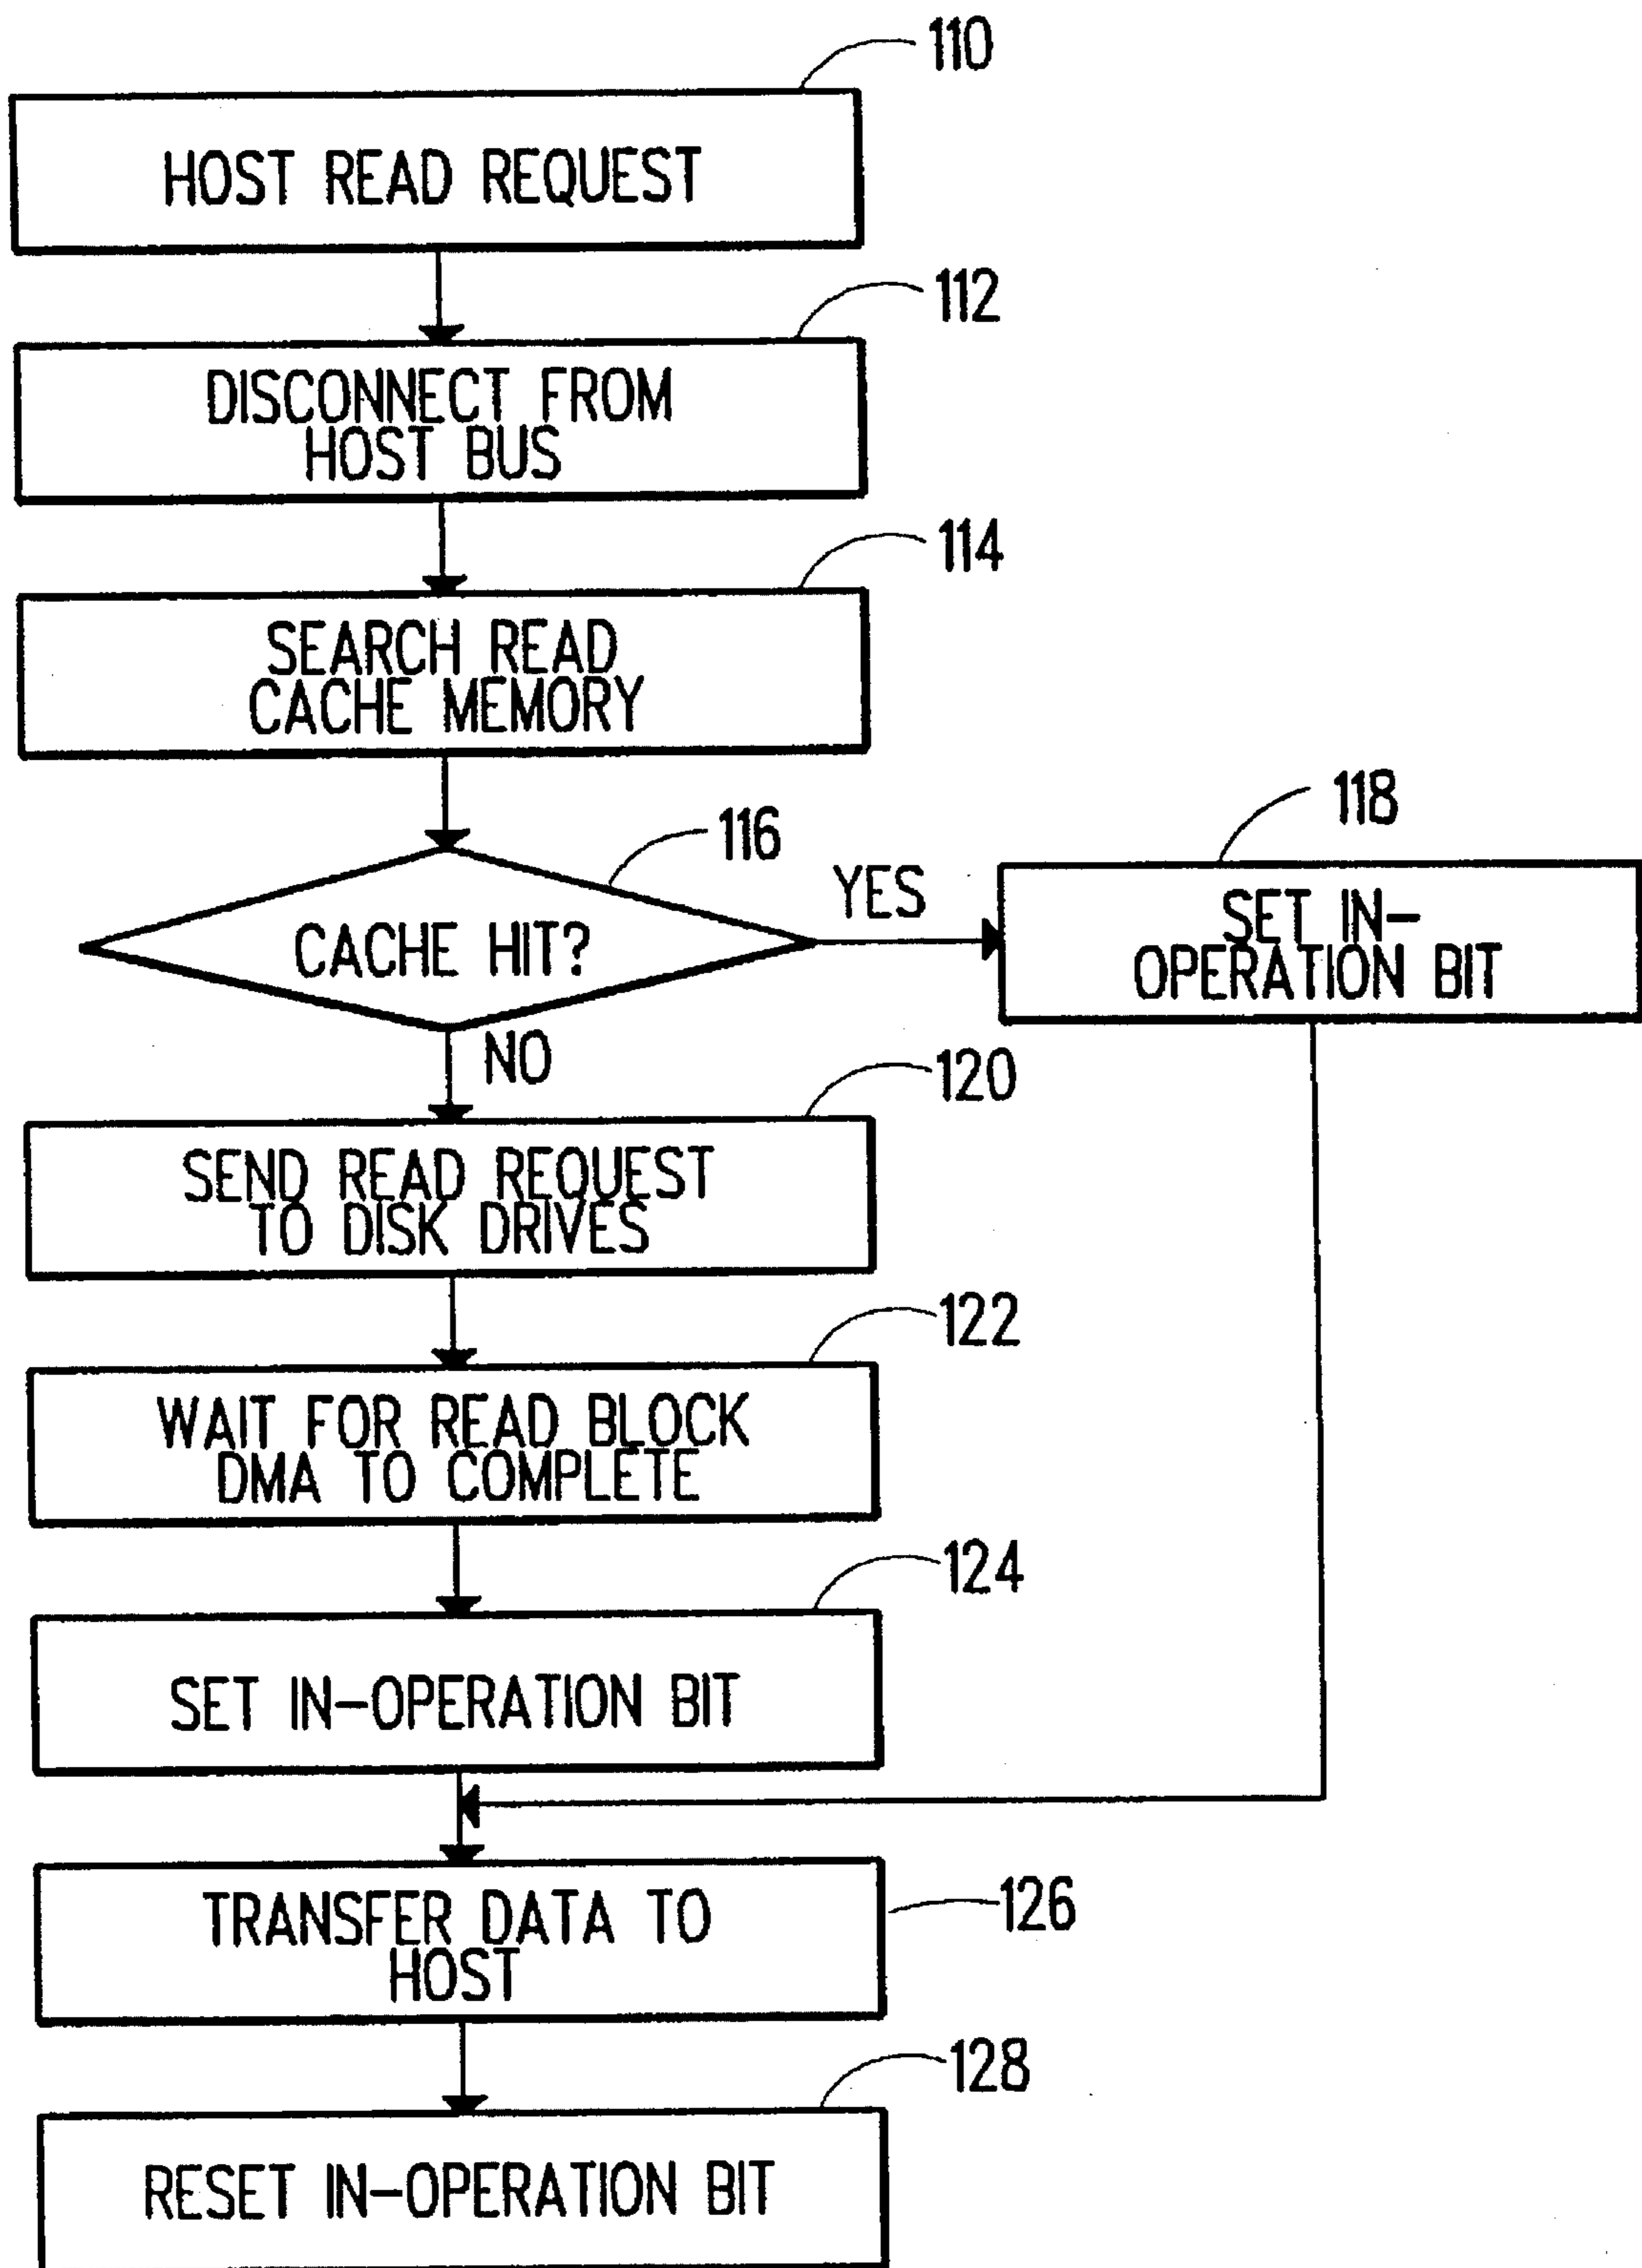 110
HOST READ REQUEST
112
DISCONNECT FROM
HOST BUS
114
SEARCH READ
CACHE MEMORY
116
CACHE HIT?
YES
118
SET IN-
OPERATION BIT
NO
120
SEND READ REQUEST
TO DISK DRIVES
122
WAIT FOR READ BLOCK
DMA TO COMPLETE
124
SET IN-OPERATION BIT
126
TRANSFER DATA TO
HOST
128
RESET IN-OPERATION BIT